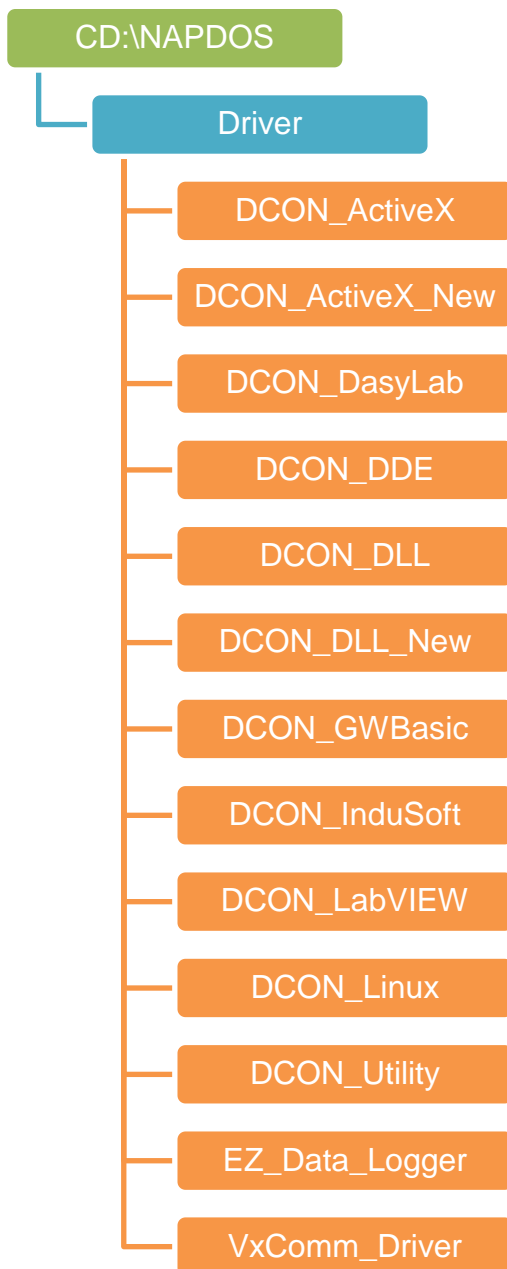 CD:\NAPDOS
Driver
DCON_ActiveX
DCON_ActiveX_New
DCON_DasyLab
DCON_DDE
DCON_DLL
DCON_DLL_New
DCON_GWBasic
DCON_InduSoft
DCON_LabVIEW
DCON_Linux
DCON_Utility
EZ_Data_Logger
VxComm_Driver